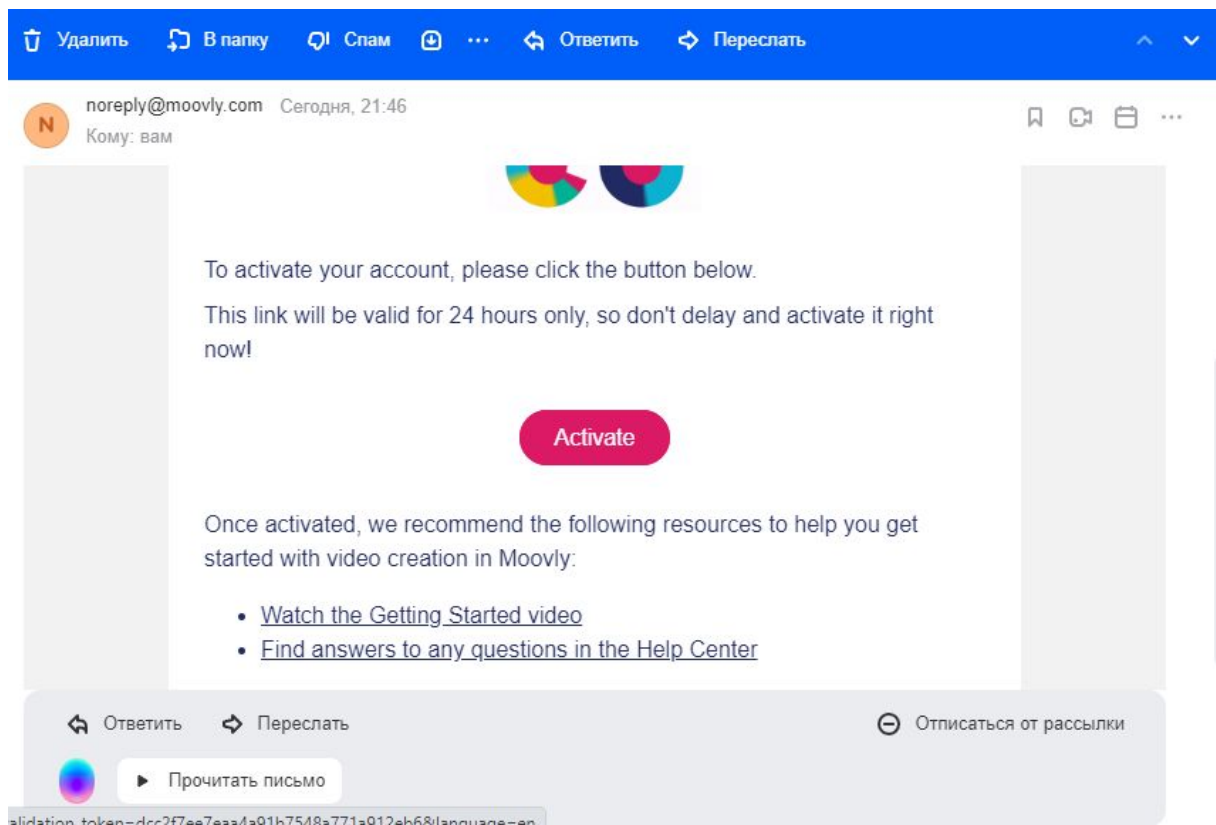 Удалить В папку Спам Ответить Переслать
N
noreply@moovly.com Сегодня, 21:46
Кому: вам
To activate your account, please click the button below.
This link will be valid for 24 hours only, so don't delay and activate it right
now!
Activate
Once activated, we recommend the following resources to help you get
started with video creation in Moovly:
• Watch the Getting Started video
• Find answers to any questions in the Help Center
Ответить Переслать Отписаться от рассылки
Прочитать письмо